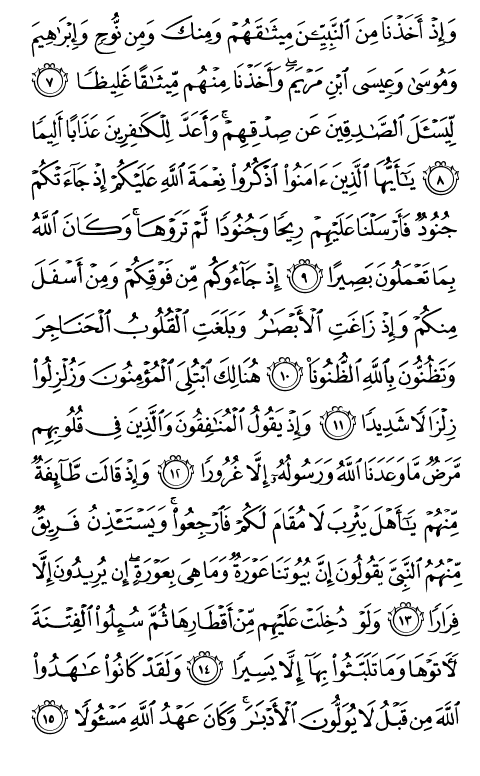 وَإِذۡ أَخَذۡنَا مِنَ ٱلنَّبِيِّـۧنَ مِيثَٰقَهُمۡ وَمِنكَ وَمِن نُّوحٖ وَإِبۡرَٰهِيمَ
وَمُوسَىٰ وَعِيسَى ٱبۡنِ مَرۡيَمَۖ وَأَخَذۡنَا مِنۡهُم مِّيثَٰقًا غَلِيظٗا ٧
لِّيَسۡـَٔلَ ٱلصَّٰدِقِينَ عَن صِدۡقِهِمۡۚ وَأَعَدَّ لِلۡكَٰفِرِينَ عَذَابًا أَلِيمٗا
٨ يَٰٓأَيُّهَا ٱلَّذِينَ ءَامَنُواْ ٱذۡكُرُواْ نِعۡمَةَ ٱللَّهِ عَلَيۡكُمۡ إِذۡ جَآءَتۡكُمۡ
جُنُودٞ فَأَرۡسَلۡنَا عَلَيۡهِمۡ رِيحٗا وَجُنُودٗا لَّمۡ تَرَوۡهَاۚ وَكَانَ ٱللَّهُ
بِمَا تَعۡمَلُونَ بَصِيرًا ٩ إِذۡ جَآءُوكُم مِّن فَوۡقِكُمۡ وَمِنۡ أَسۡفَلَ
مِنكُمۡ وَإِذۡ زَاغَتِ ٱلۡأَبۡصَٰرُ وَبَلَغَتِ ٱلۡقُلُوبُ ٱلۡحَنَاجِرَ
وَتَظُنُّونَ بِٱللَّهِ ٱلظُّنُونَا۠ ١٠ هُنَالِكَ ٱبۡتُلِيَ ٱلۡمُؤۡمِنُونَ وَزُلۡزِلُواْ
زِلۡزَالٗا شَدِيدٗا ١١ وَإِذۡ يَقُولُ ٱلۡمُنَٰفِقُونَ وَٱلَّذِينَ فِي قُلُوبِهِم
مَّرَضٞ مَّا وَعَدَنَا ٱللَّهُ وَرَسُولُهُۥٓ إِلَّا غُرُورٗا ١٢ وَإِذۡ قَالَت طَّآئِفَةٞ
مِّنۡهُمۡ يَٰٓأَهۡلَ يَثۡرِبَ لَا مُقَامَ لَكُمۡ فَٱرۡجِعُواْۚ وَيَسۡتَـٔۡذِنُ فَرِيقٞ
مِّنۡهُمُ ٱلنَّبِيَّ يَقُولُونَ إِنَّ بُيُوتَنَا عَوۡرَةٞ وَمَا هِيَ بِعَوۡرَةٍۖ إِن يُرِيدُونَ إِلَّا
فِرَارٗا ١٣ وَلَوۡ دُخِلَتۡ عَلَيۡهِم مِّنۡ أَقۡطَارِهَا ثُمَّ سُئِلُواْ ٱلۡفِتۡنَةَ
لَأٓتَوۡهَا وَمَا تَلَبَّثُواْ بِهَآ إِلَّا يَسِيرٗا ١٤ وَلَقَدۡ كَانُواْ عَٰهَدُواْ
ٱللَّهَ مِن قَبۡلُ لَا يُوَلُّونَ ٱلۡأَدۡبَٰرَۚ وَكَانَ عَهۡدُ ٱللَّهِ مَسۡـُٔولٗا ١٥